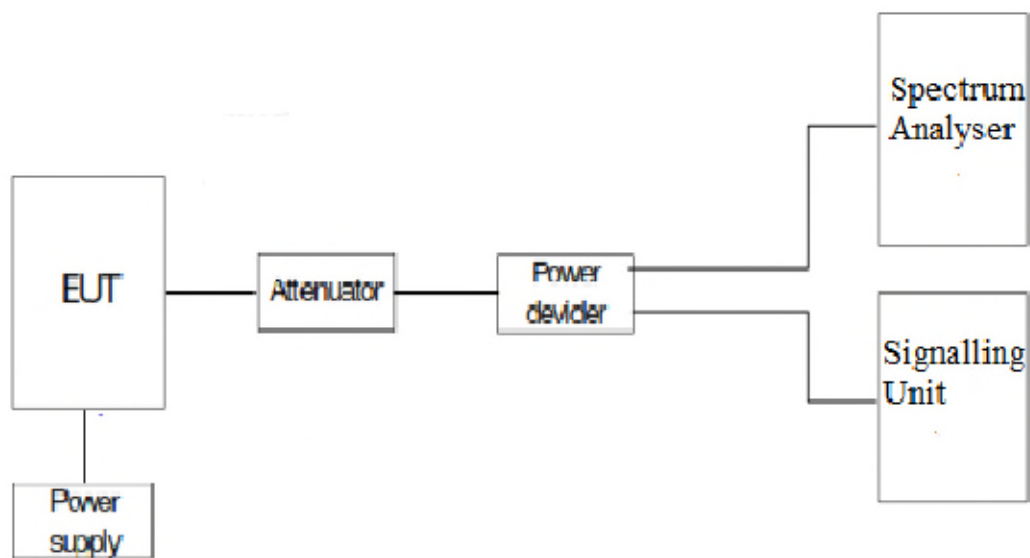 Spectrum
Analyser
EUT
Attenuator
Power
devider
Signalling
Unit
Power
supply